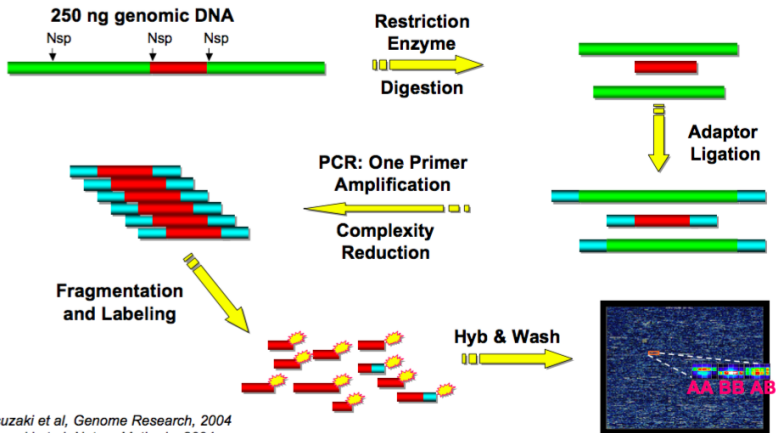 250 ng genomic DNA
Nsp Nsp Nsp
Restriction
Enzyme
Digestion
Adaptor
Ligation
PCR: One Primer
Amplification
Complexity
Reduction
Fragmentation
and Labeling
Hyb & Wash
AA BB AB
uzaki et al, Genome Research, 2004